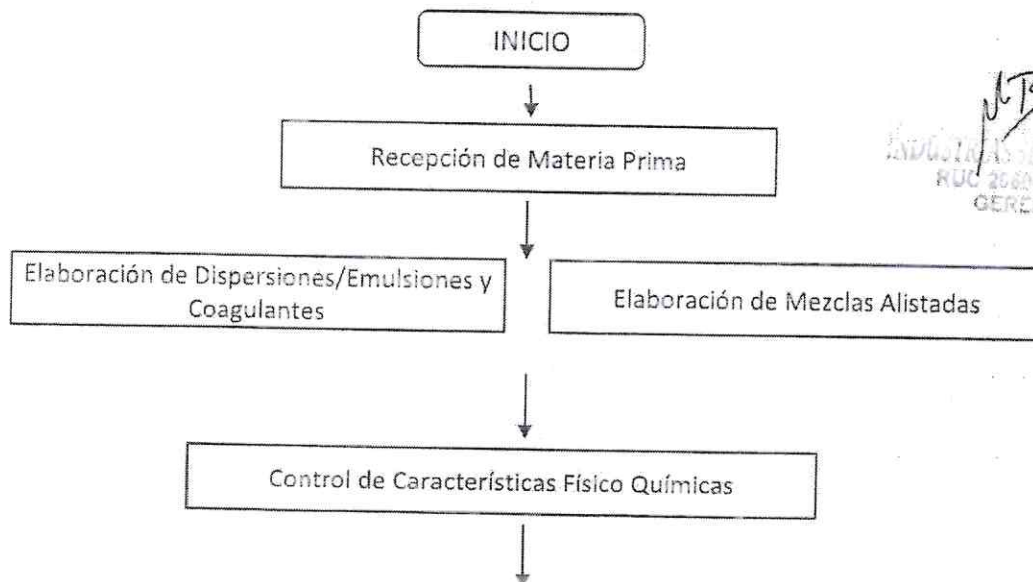 INICIO
Recepción de Materia Prima
RUC
Elaboración de Dispersiones/Emulsiones y
Coagulantes
Elaboración de Mezclas Alistadas
Control de Características Físico Químicas